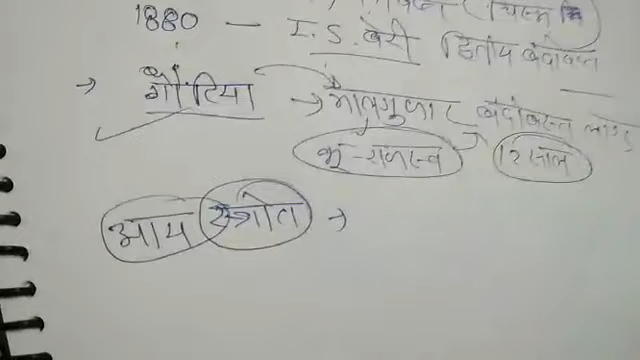 1880 — I.S. बेरी द्वितीय बंदोबस्त
→ गौंटिया → मालगुजार बंदोबस्त लागू
भू-राजस्व 12 साल
आय स्त्रोत →